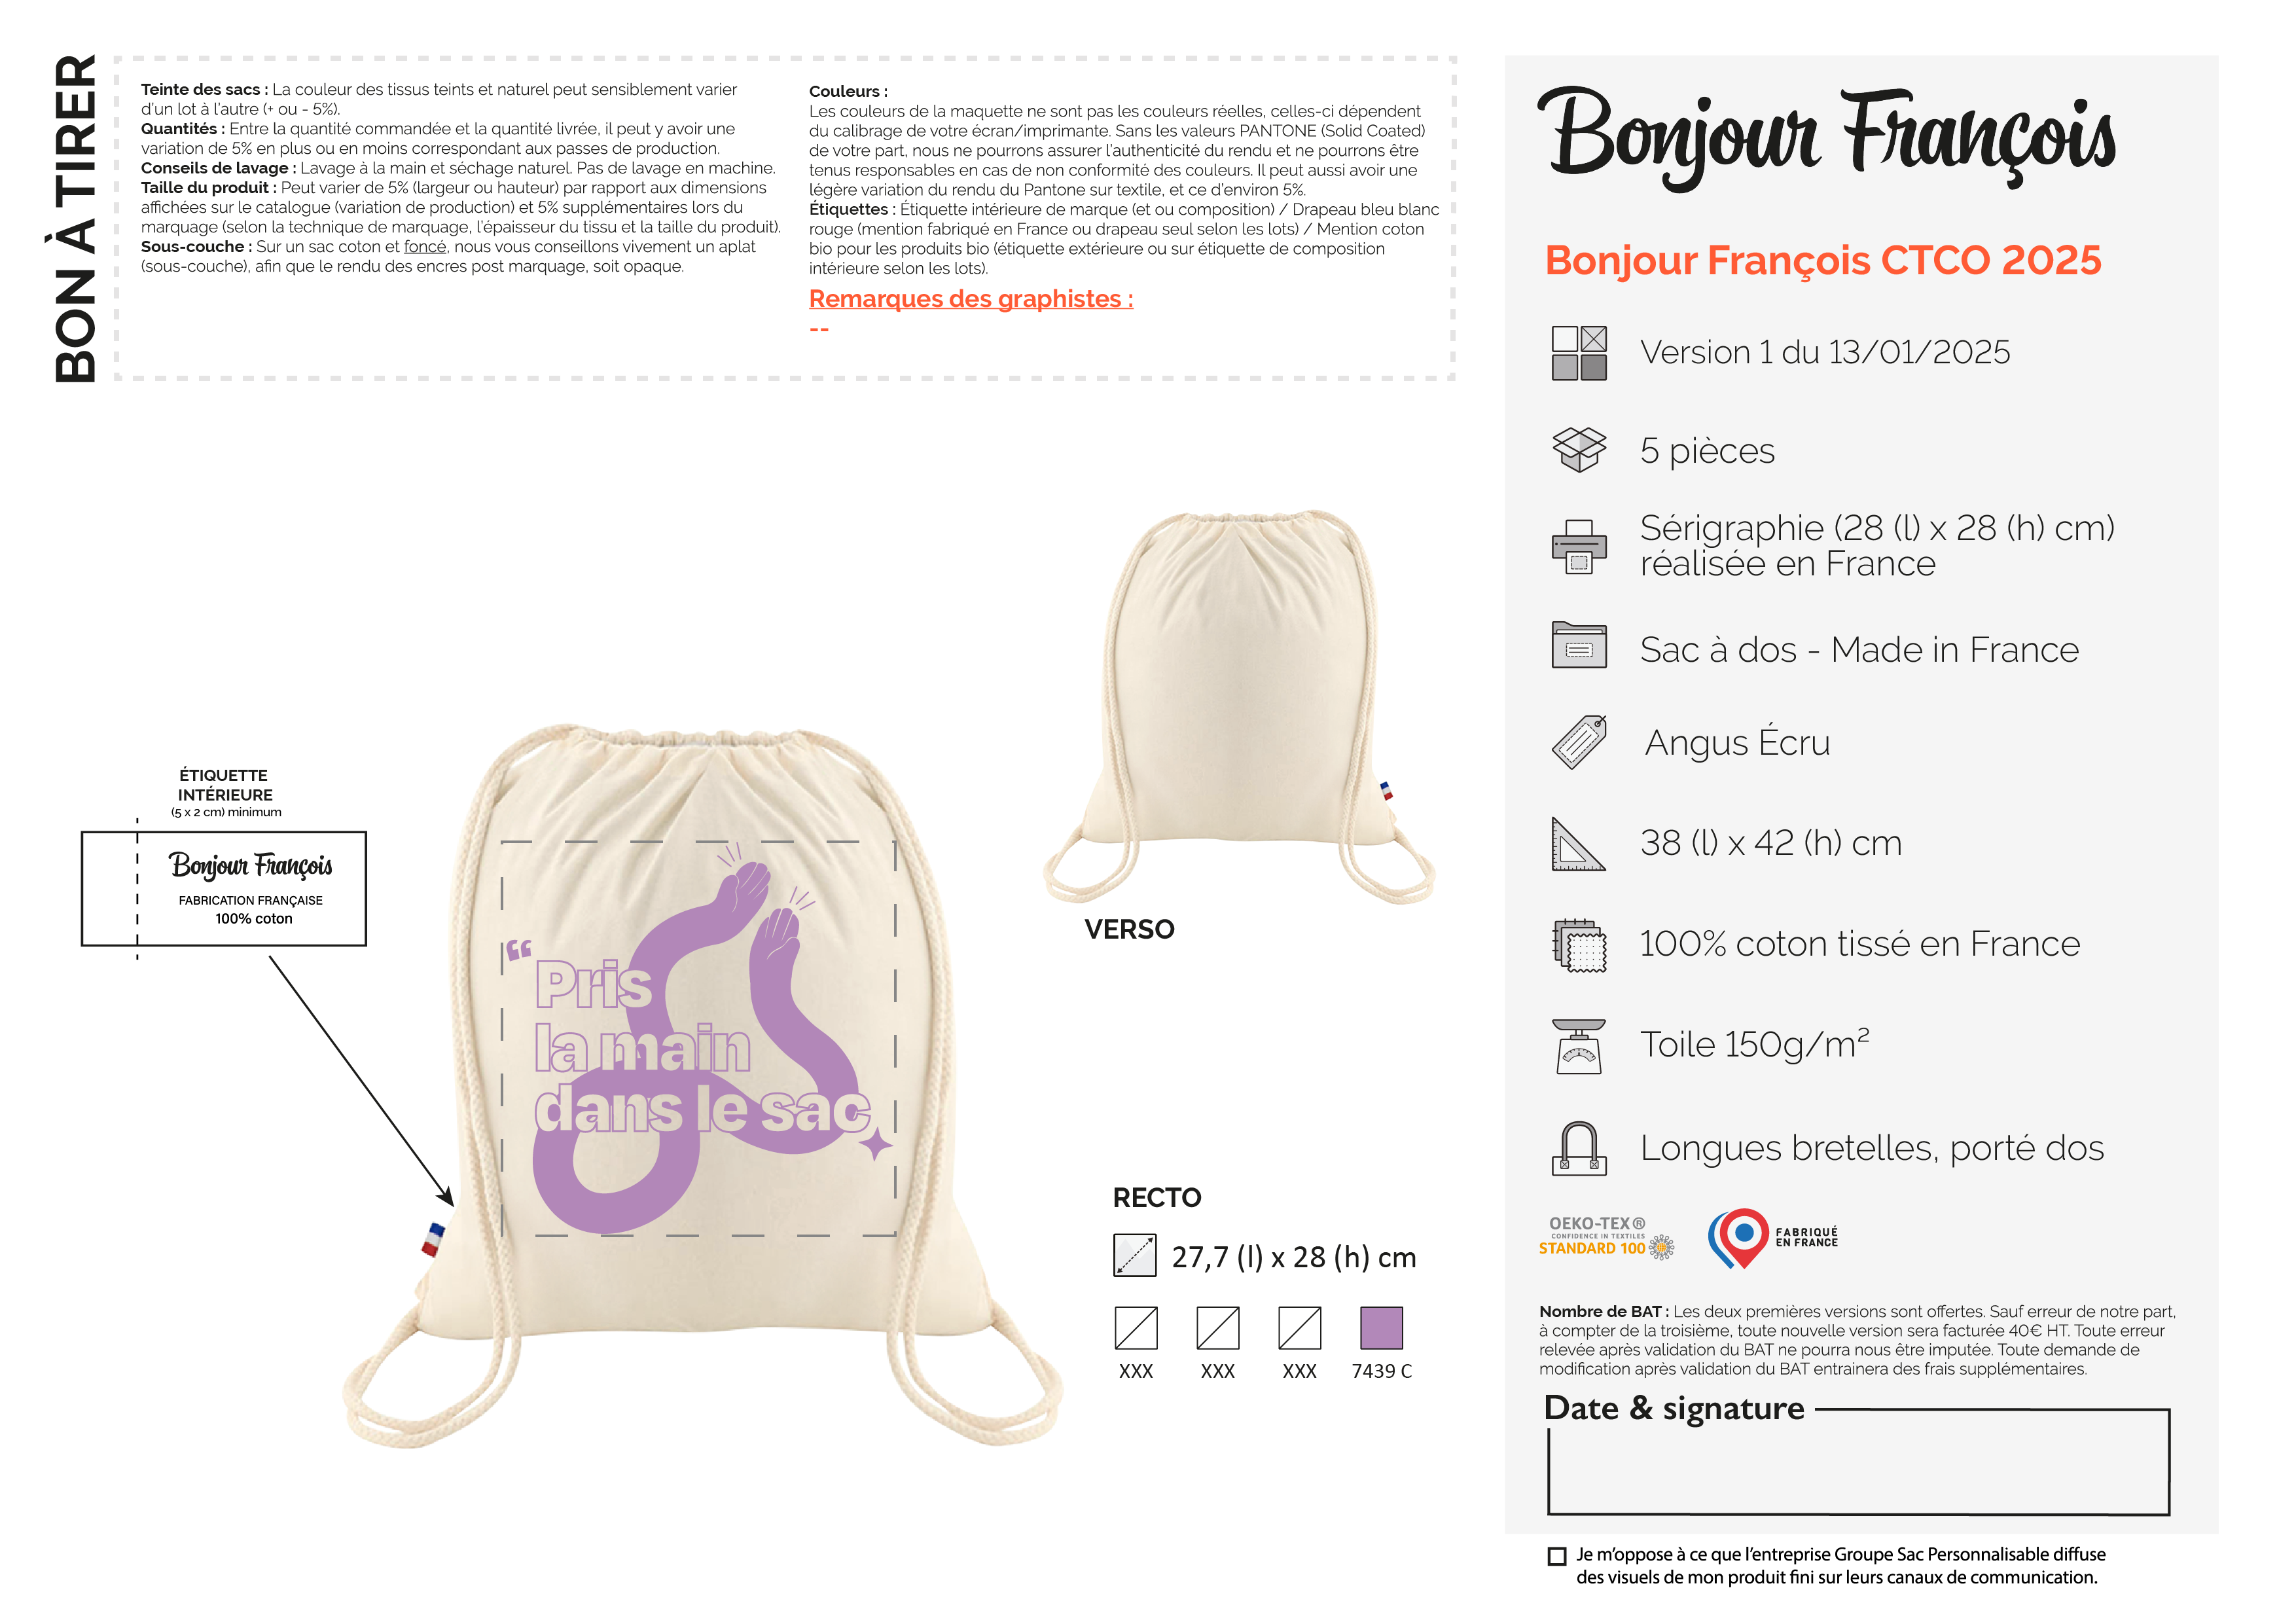 BON À TIRER
Teinte des sacs : La couleur des tissus teints et naturel peut sensiblement varier
d'un lot à l'autre (+ ou - 5%).
Quantités : Entre la quantité commandée et la quantité livrée, il peut y avoir une
variation de 5% en plus ou en moins correspondant aux passes de production.
Conseils de lavage : Lavage à la main et séchage naturel. Pas de lavage en machine.
Taille du produit : Peut varier de 5% (largeur ou hauteur) par rapport aux dimensions
affichées sur le catalogue (variation de production) et 5% supplémentaires lors du
marquage (selon la technique de marquage, l'épaisseur du tissu et la taille du produit).
Sous-couche : Sur un sac coton et foncé, nous vous conseillons vivement un aplat
(sous-couche), afin que le rendu des encres post marquage, soit opaque.
Couleurs :
Les couleurs de la maquette ne sont pas les couleurs réelles, celles-ci dépendent
du calibrage de votre écran/imprimante. Sans les valeurs PANTONE (Solid Coated)
de votre part, nous ne pourrons assurer l'authenticité du rendu et ne pourrons être
tenus responsables en cas de non conformité des couleurs. Il peut aussi avoir une
légère variation du rendu du Pantone sur textile, et ce d'environ 5%.
Étiquettes : Étiquette intérieure de marque (et ou composition) / Drapeau bleu blanc
rouge (mention fabriqué en France ou drapeau seul selon les lots) / Mention coton
bio pour les produits bio (étiquette extérieure ou sur étiquette de composition
intérieure selon les lots).
Remarques des graphistes :
--
ÉTIQUETTE
INTÉRIEURE
(5 x 2 cm) minimum
Bonjour François
FABRICATION FRANÇAISE
100% coton
“Pris
la main
dans le sac
VERSO
RECTO
27,7 (l) x 28 (h) cm
XXX XXX XXX 7439 C
Bonjour François
Bonjour François CTCO 2025
Version 1 du 13/01/2025
5 pièces
Sérigraphie (28 (l) x 28 (h) cm)
réalisée en France
Sac à dos - Made in France
Angus Écru
38 (l) x 42 (h) cm
100% coton tissé en France
Toile 150g/m²
Longues bretelles, porté dos
OEKO-TEX®
CONFIDENCE IN TEXTILES
STANDARD 100
FABRIQUÉ
EN FRANCE
Nombre de BAT : Les deux premières versions sont offertes. Sauf erreur de notre part,
à compter de la troisième, toute nouvelle version sera facturée 40€ HT. Toute erreur
relevée après validation du BAT ne pourra nous être imputée. Toute demande de
modification après validation du BAT entrainera des frais supplémentaires.
Date & signature
Je m'oppose à ce que l'entreprise Groupe Sac Personnalisable diffuse
des visuels de mon produit fini sur leurs canaux de communication.